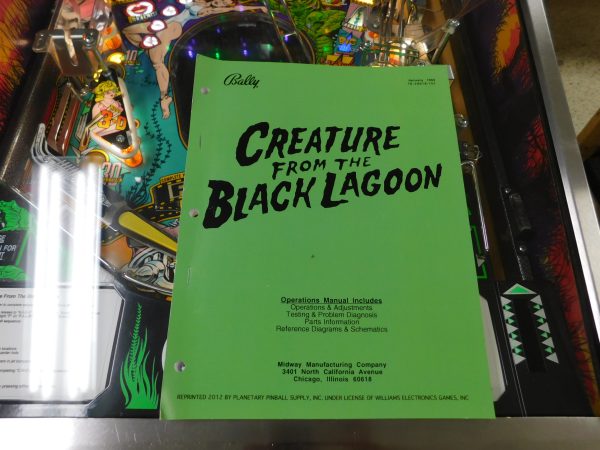 Bally
January 1993
CREATURE
FROM THE
BLACK LAGOON
Operations Manual Includes
Operations & Adjustments
Testing & Problem Diagnosis
Parts Information
Reference Diagrams & Schematics
Midway Manufacturing Company
3401 North California Avenue
Chicago, Illinois 60618
REPRINTED 2012 BY PLANETARY PINBALL SUPPLY, INC. UNDER LICENSE OF WILLIAMS ELECTRONICS GAMES, INC